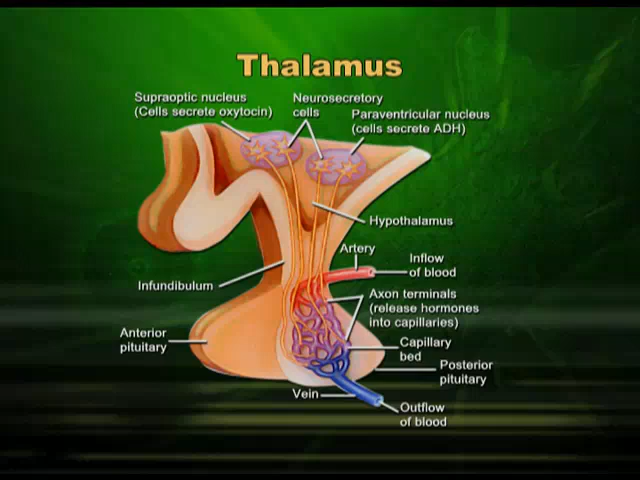 Thalamus
Supraoptic nucleus
(Cells secrete oxytocin)
Neurosecretory
cells
Paraventricular nucleus
(cells secrete ADH)
Hypothalamus
Artery
Inflow
of blood
Infundibulum
Axon terminals
(release hormones
into capillaries)
Anterior
pituitary
Capillary
bed
Posterior
pituitary
Vein
Outflow
of blood